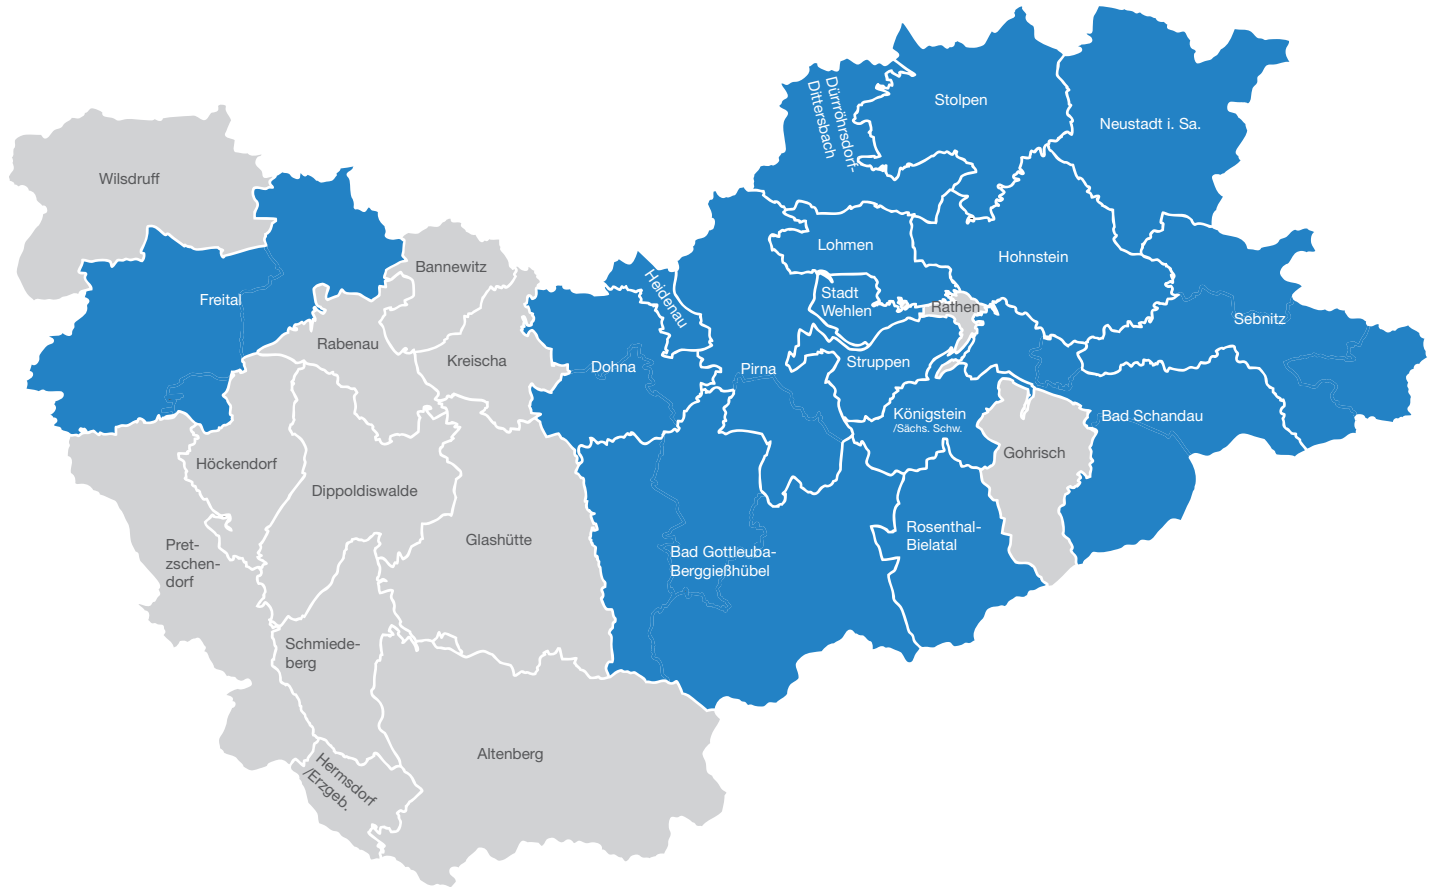 Stolpen
Dürrröhrsdorf-
Dittersbach
Neustadt i. Sa.
Wilsdruff
Lohmen
Hohnstein
Bannewitz
Freital
Heidenau
Stadt
Wehlen
Rathen
Sebnitz
Rabenau
Kreischa
Dohna
Pirna
Struppen
Königstein
/Sächs. Schw.
Bad Schandau
Gohrisch
Höckendorf
Dippoldiswalde
Glashütte
Rosenthal-
Bielatal
Pret-
zschen-
dorf
Bad Gottleuba-
Berggießhübel
Schmiede-
berg
Altenberg
Hermsdorf
/Erzgeb.